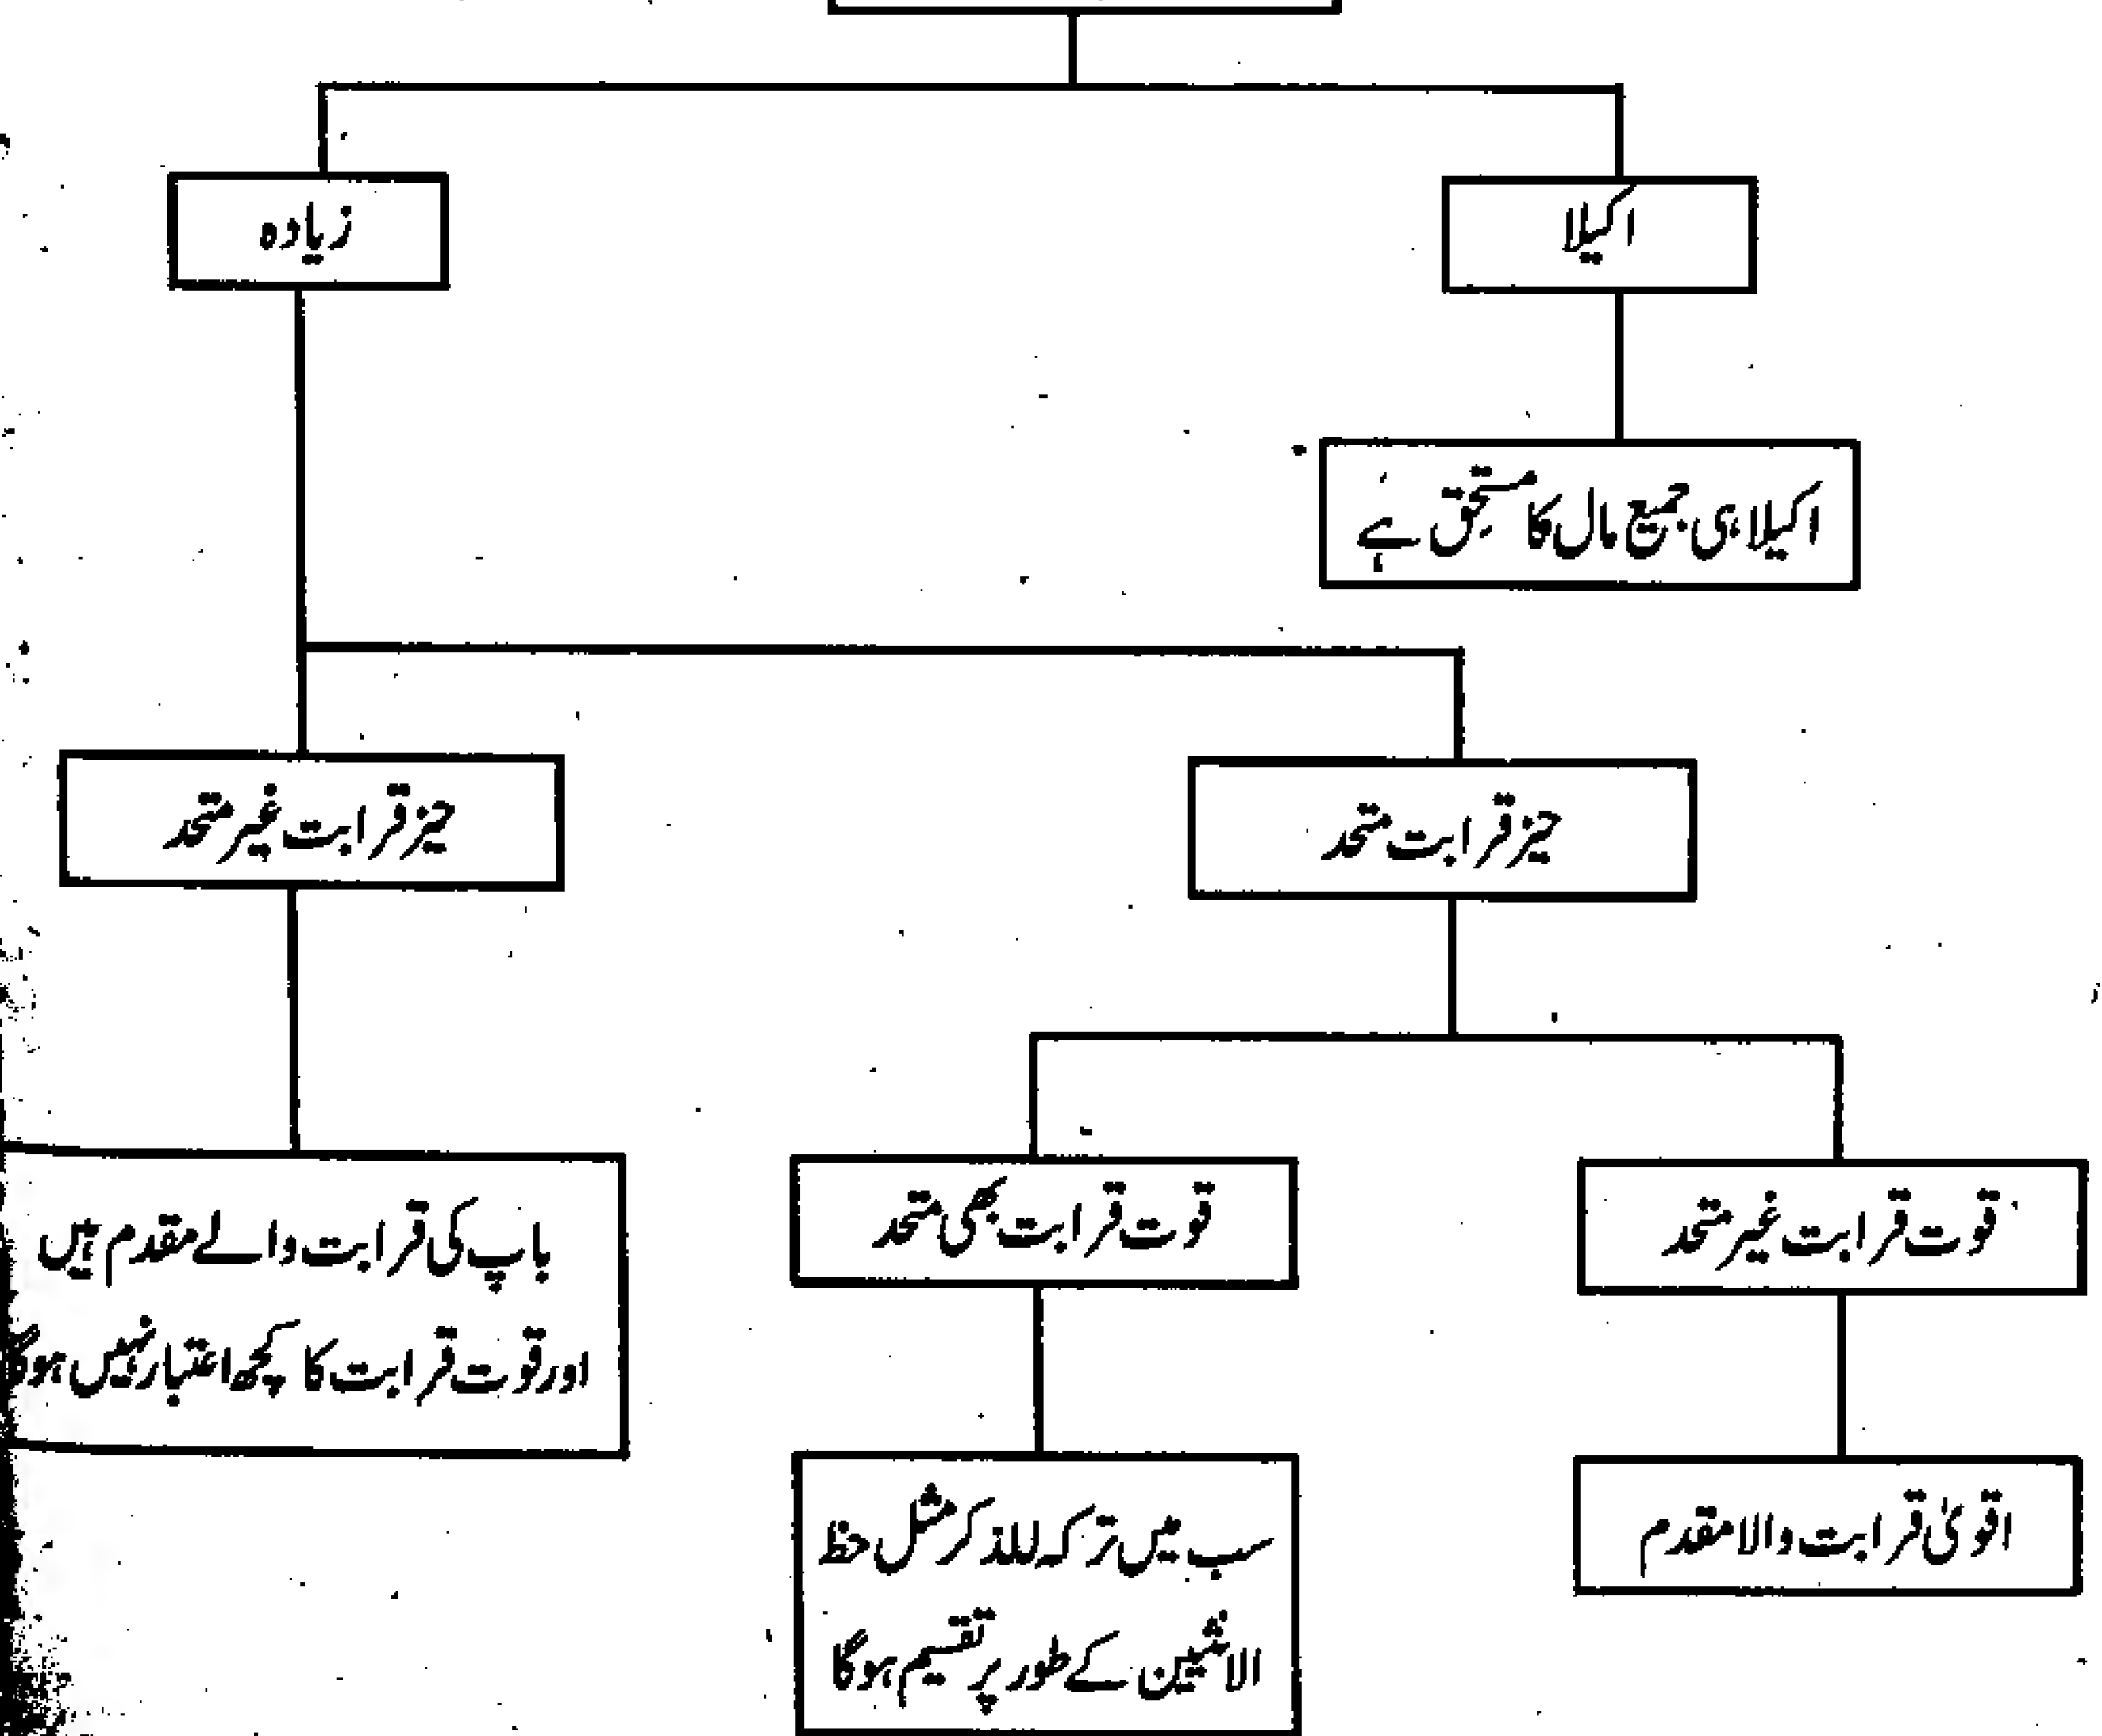 اکیلا
زیادہ
اکیلا ہی جمیع مال کا مستحق ہے
حیز قرابت متحد
حیز قرابت غیر متحد
قوت قرابت غیر متحد
قوت قرابت بھی متحد
باپ کی قرابت والے مقدم ہیں
اور قوت قرابت کا کچھ اعتبار نہیں ہوگا
اقویٰ قرابت والا مقدم
سب میں ترکہ للذکر مثل حظ
الانثیین کے طور پر تقسیم ہوگا